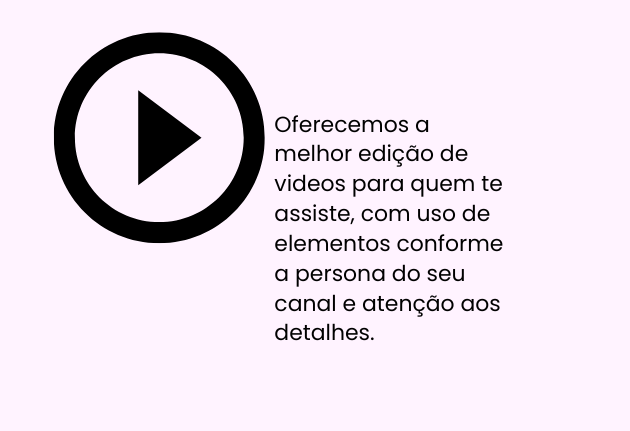 Oferecemos a
melhor edição de
videos para quem te
assiste, com uso de
elementos conforme
a persona do seu
canal e atenção aos
detalhes.